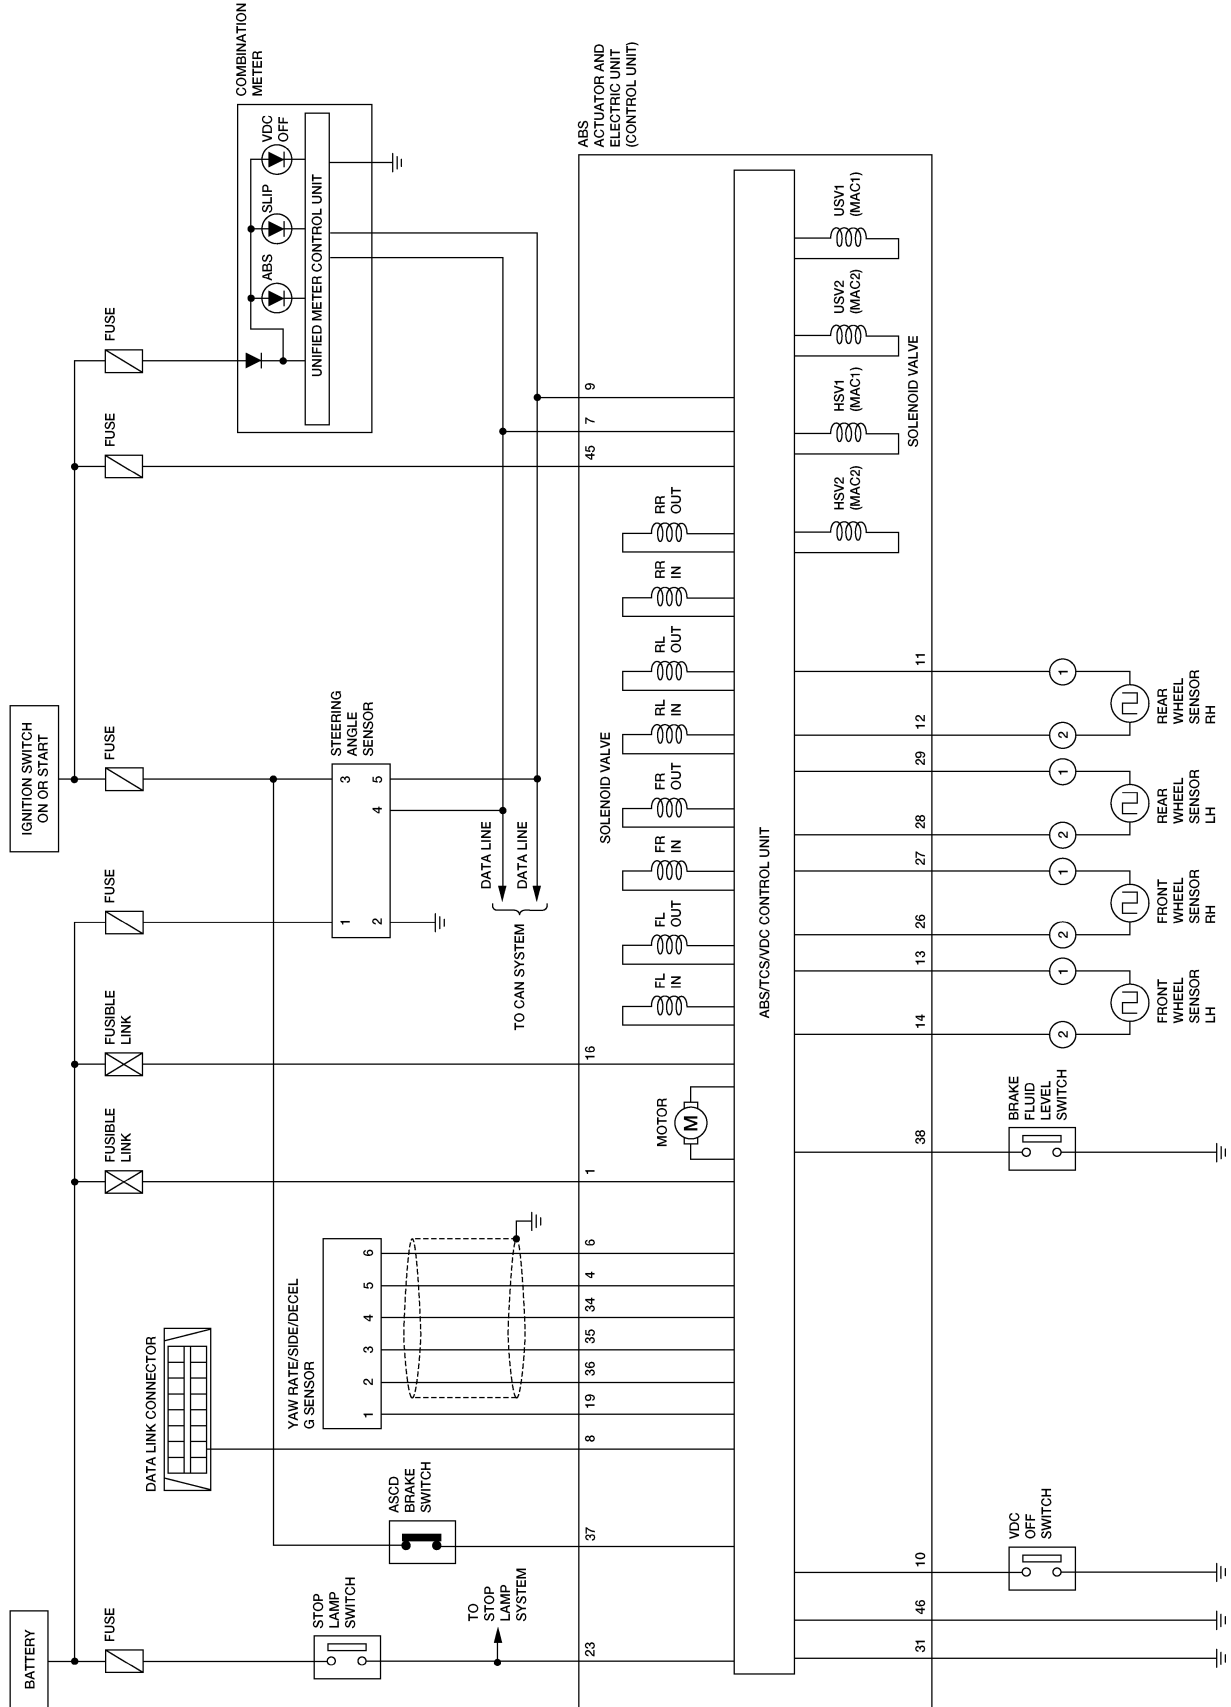 BATTERY
IGNITION SWITCH
ON OR START
FUSE
FUSIBLE
LINK
FUSIBLE
LINK
FUSE
FUSE
FUSE
FUSE
DATA LINK CONNECTOR
STOP
LAMP
SWITCH
TO
STOP
LAMP
SYSTEM
ASCD
BRAKE
SWITCH
YAW RATE/SIDE/DECEL
G SENSOR
1
2
3
4
5
6
STEERING
ANGLE
SENSOR
1
3
2
4
5
COMBINATION
METER
ABS
SLIP
VDC
OFF
UNIFIED METER CONTROL UNIT
DATA LINE
DATA LINE
TO CAN SYSTEM
ABS
ACTUATOR AND
ELECTRIC UNIT
(CONTROL UNIT)
23
37
8
19
36
35
34
4
6
1
16
45
7
9
MOTOR
M
SOLENOID VALVE
FL
IN
FL
OUT
FR
IN
FR
OUT
RL
IN
RL
OUT
RR
IN
RR
OUT
ABS/TCS/VDC CONTROL UNIT
HSV2
(MAC2)
HSV1
(MAC1)
USV2
(MAC2)
USV1
(MAC1)
SOLENOID VALVE
31
46
10
38
14
13
26
27
28
29
12
11
VDC
OFF
SWITCH
BRAKE
FLUID
LEVEL
SWITCH
2
1
2
1
2
1
2
1
FRONT
WHEEL
SENSOR
LH
FRONT
WHEEL
SENSOR
RH
REAR
WHEEL
SENSOR
LH
REAR
WHEEL
SENSOR
RH